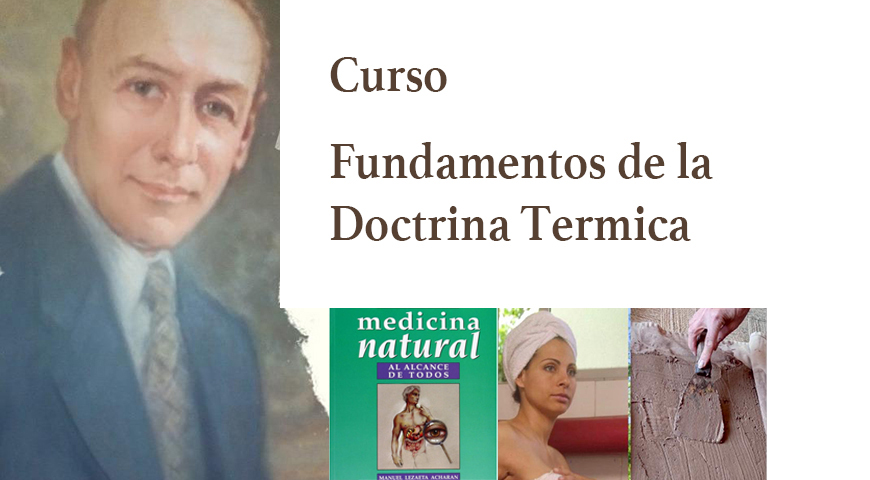 Curso
Fundamentos de la
Doctrina Termica
medicina
natural
AL ALCANCE
DE TODOS
MANUEL LEZAETA ACHARAN